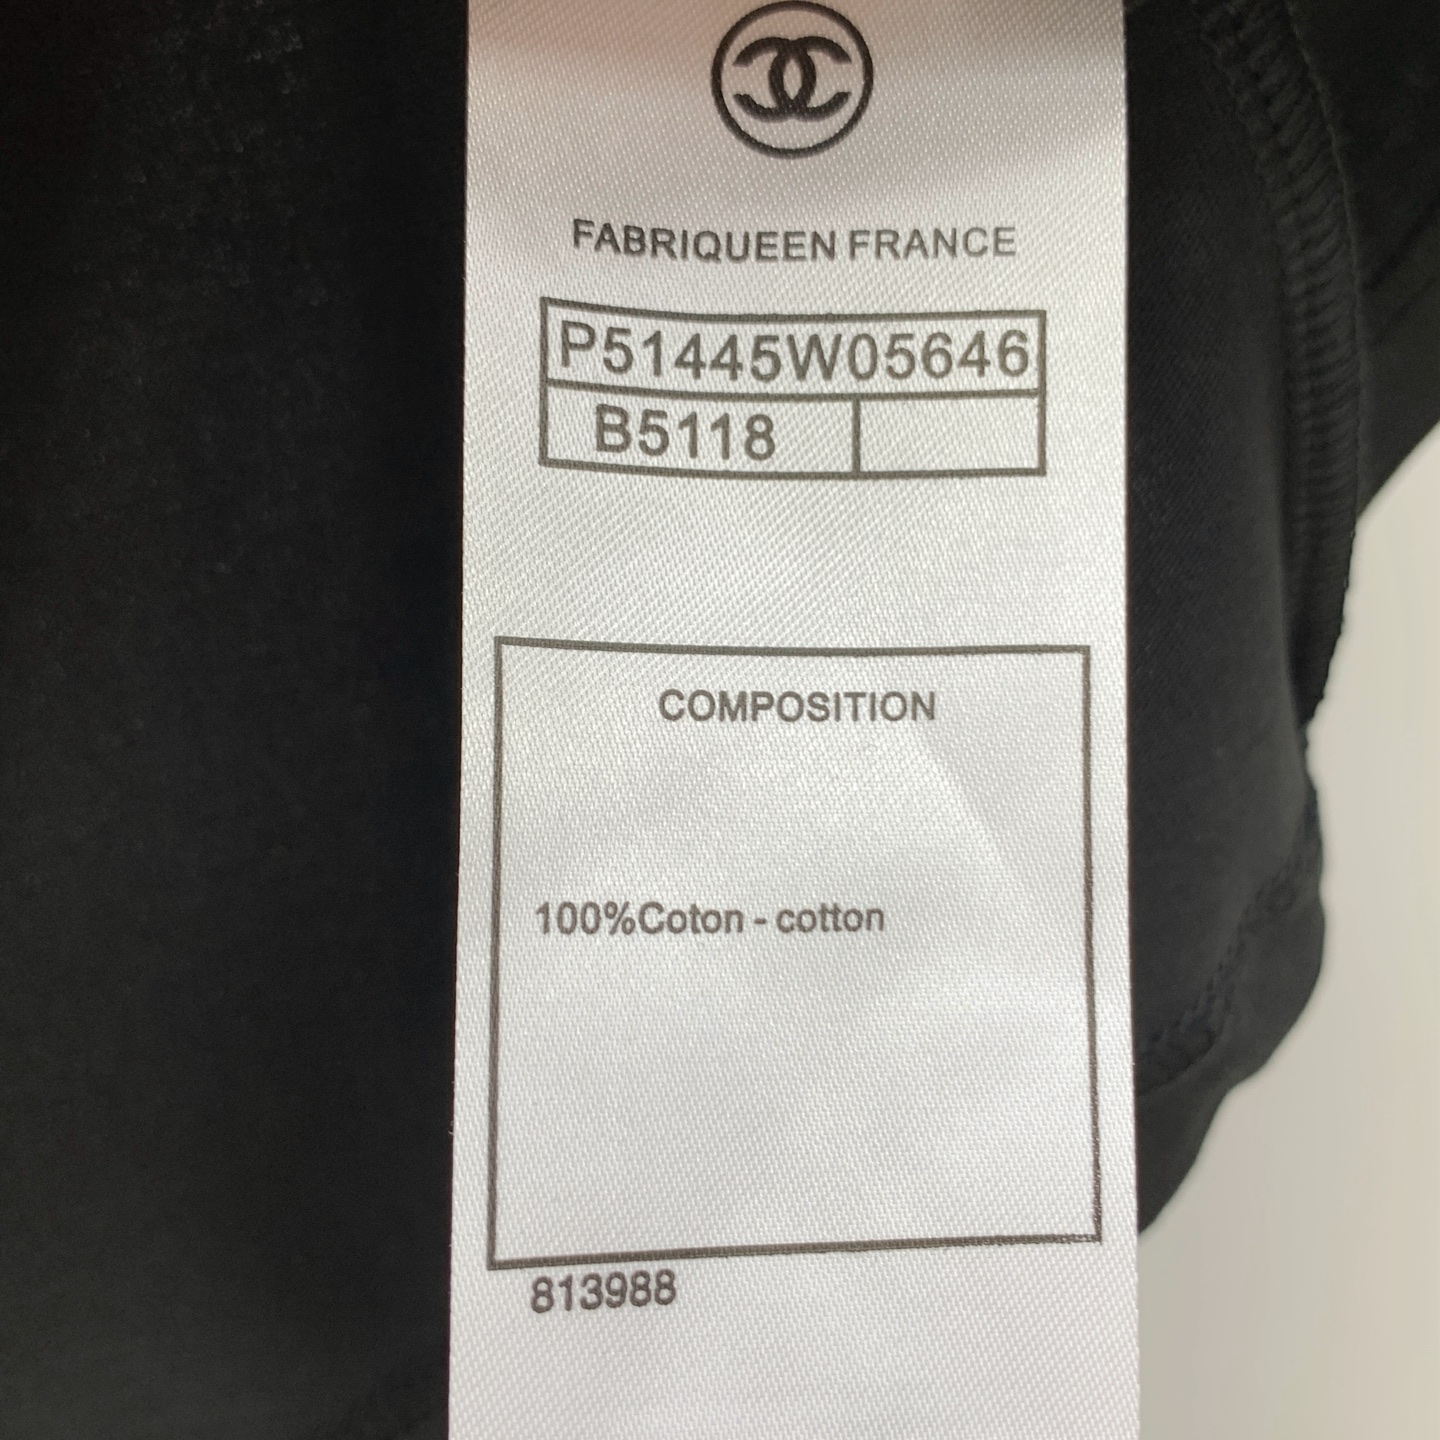 FABRIQUEEN FRANCE
P51445W05646
B5118
COMPOSITION
100%Coton - cotton
813988